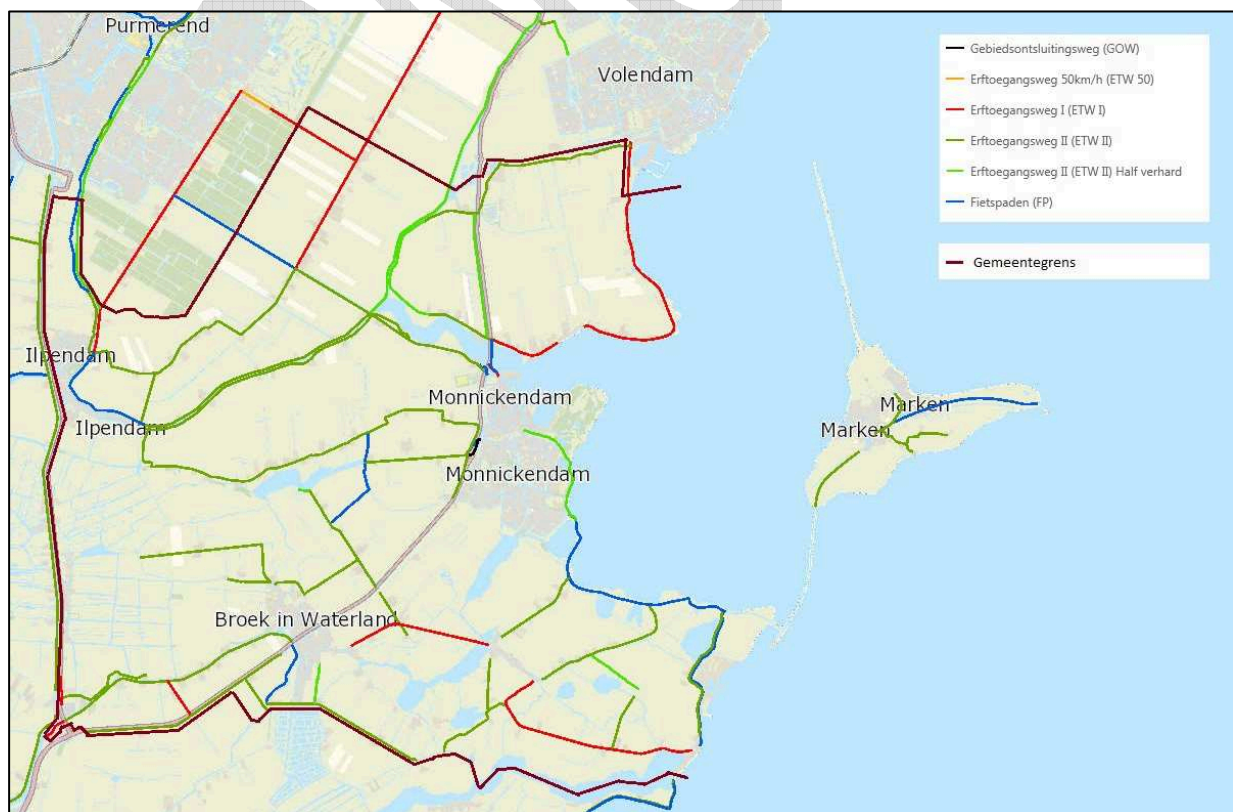 Purmerend
Volendam
Gebiedsontsluitingsweg (GOW)
Erftoegangsweg 50km/h (ETW 50)
Erftoegangsweg I (ETW I)
Erftoegangsweg II (ETW II)
Erftoegangsweg II (ETW II) Half verhard
Fietspaden (FP)
Gemeentegrens
Ilpendam
Ilpendam
Monnickendam
Monnickendam
Marken
Marken
Broek in Waterland